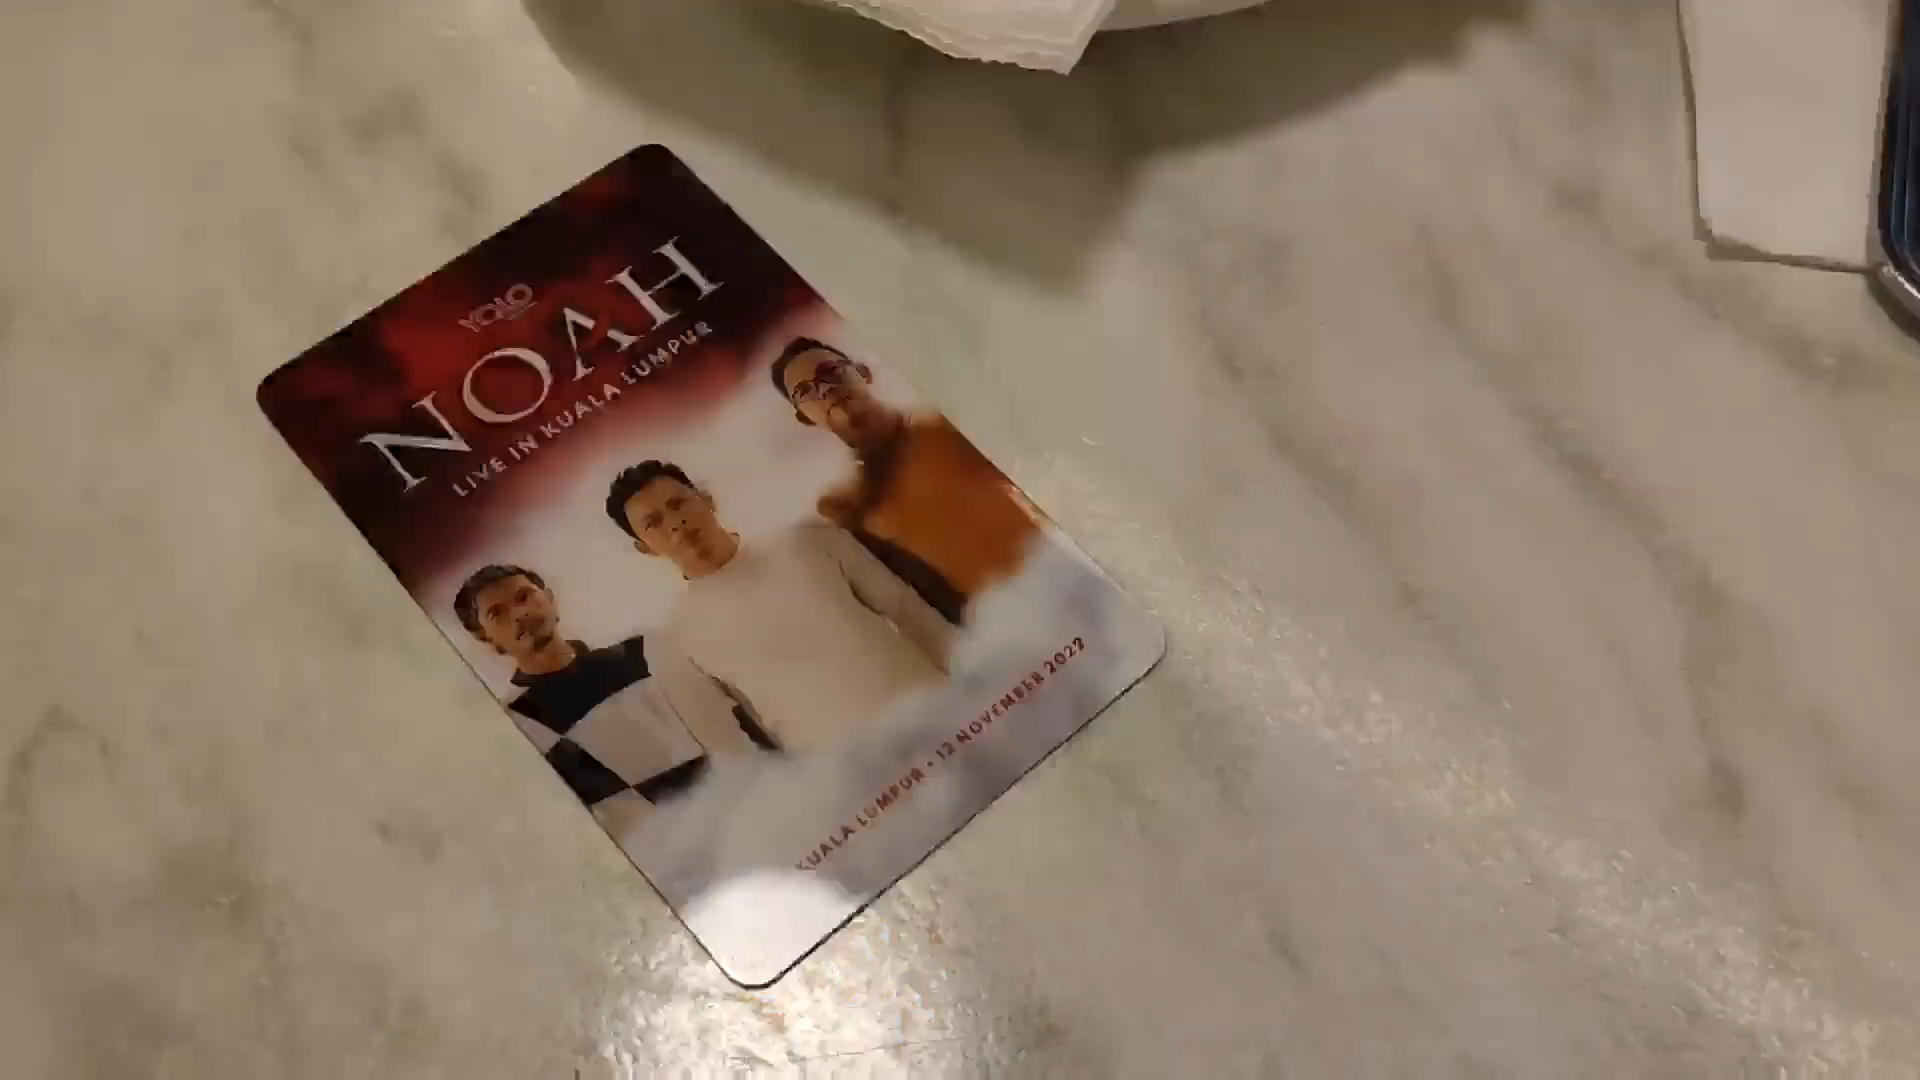 YOLO
NOAH
LIVE IN KUALA LUMPUR
KUALA LUMPUR • 12 NOVEMBER 2022